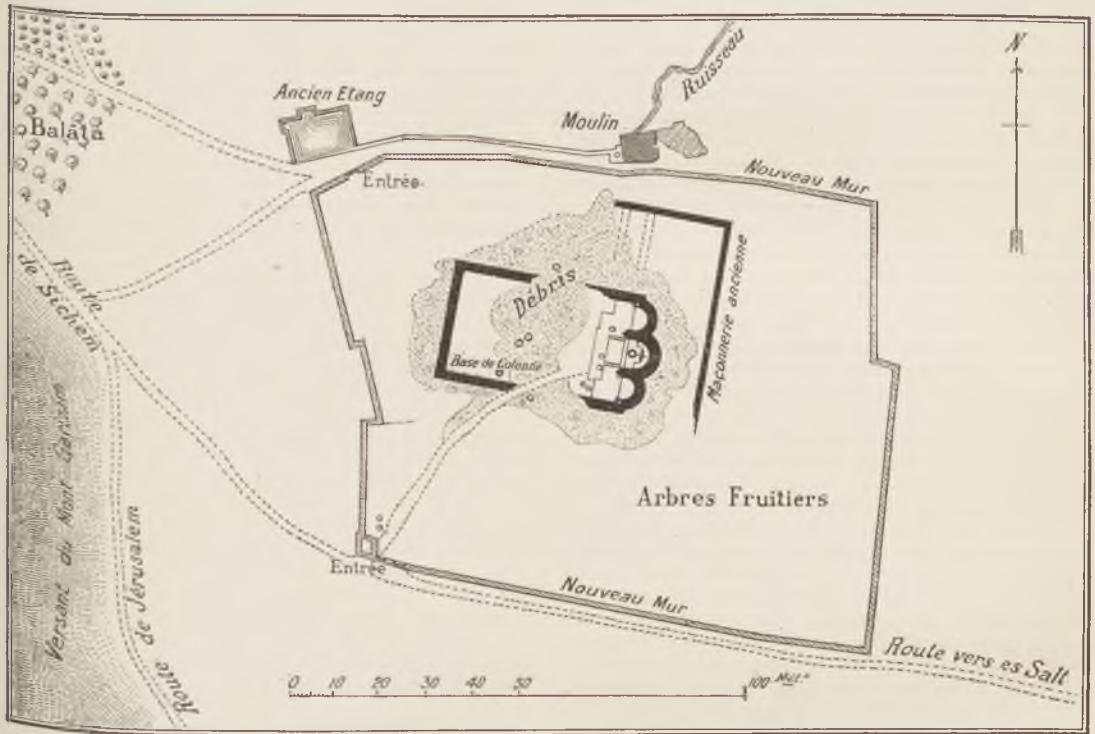 N
Ancien Etang
Moulin
Ruisseau
Balata
Entrée
Nouveau Mur
Route
de Sichem
Débris
Base de Colonne
Maçonnerie ancienne
Versant du Mont Garizim
Route de Jérusalem
Arbres Fruitiers
Entrée
Nouveau Mur
Route vers es Salt
0 10 20 30 40 50 100 Mèt.s